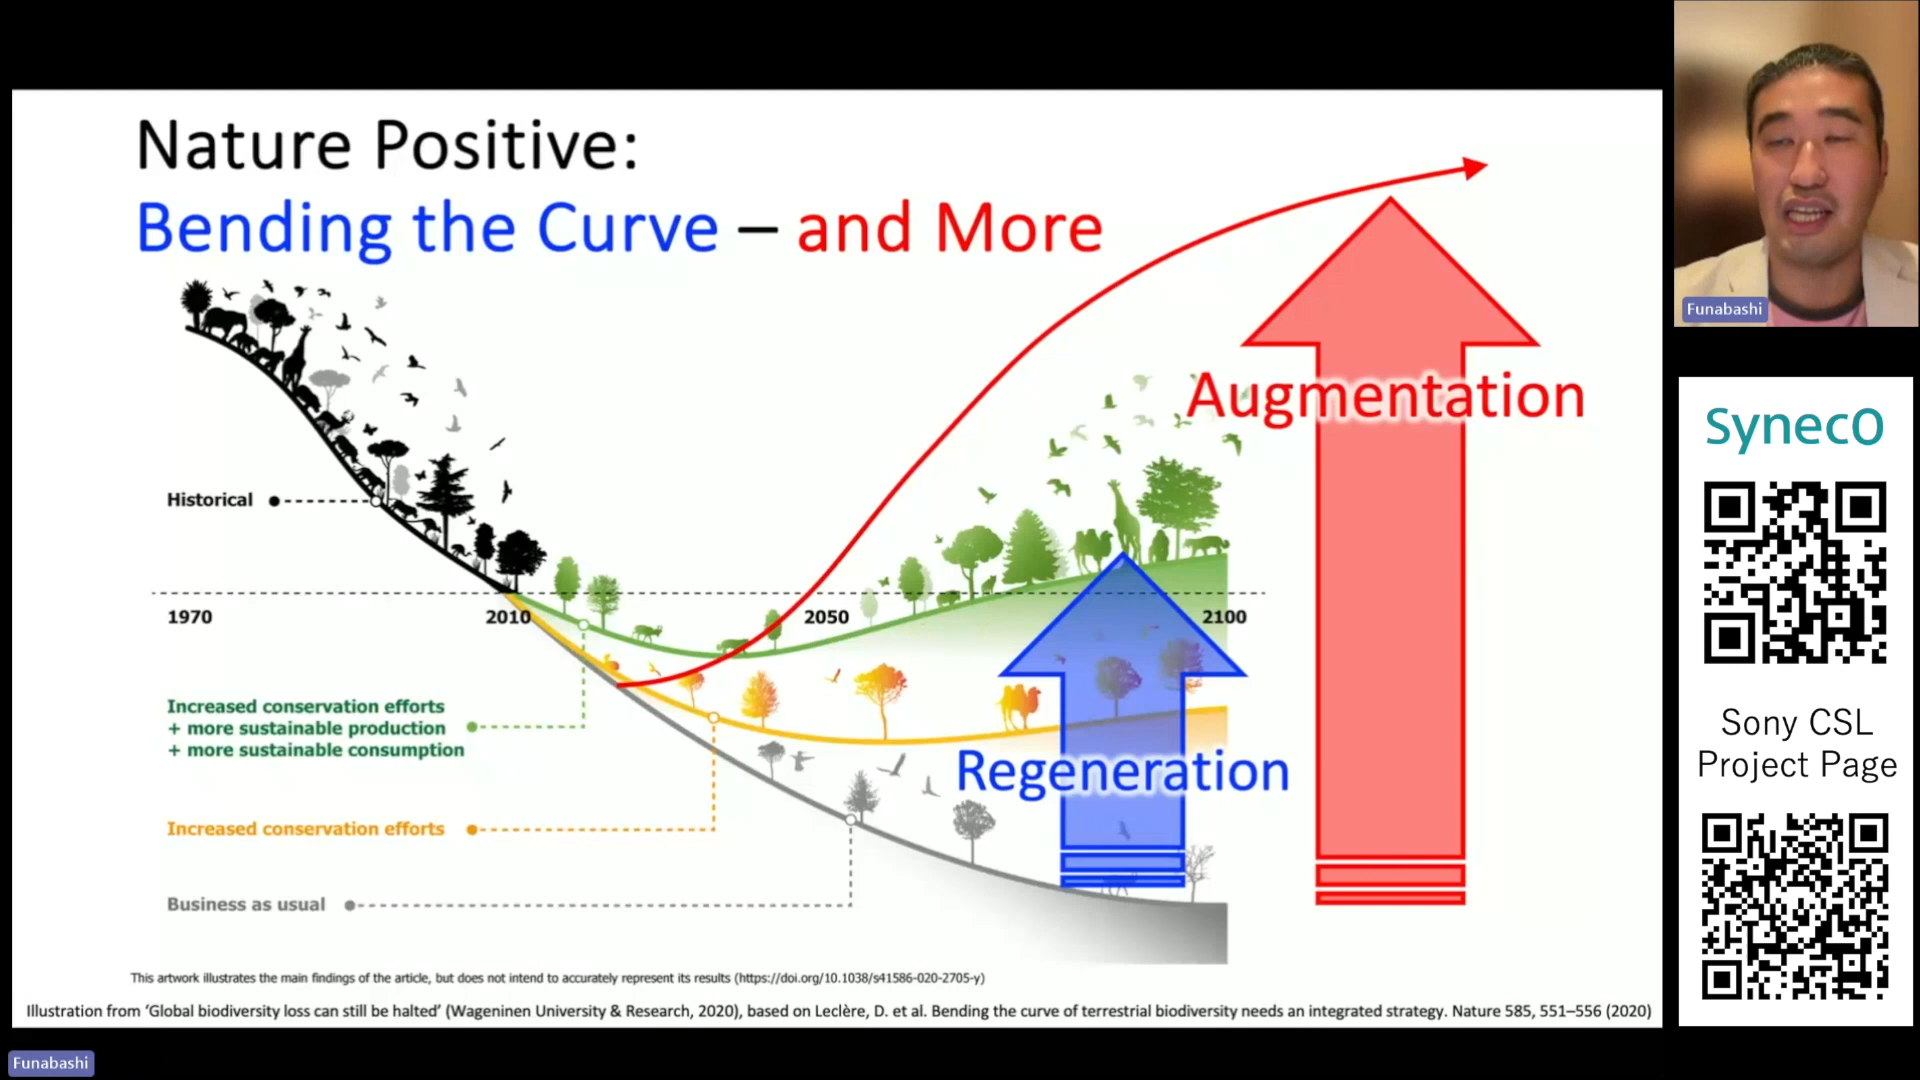 Nature Positive:
Bending the Curve – and More
Augmentation
Historical
1970
2010
2050
2100
Increased conservation efforts
+ more sustainable production
+ more sustainable consumption
Regeneration
Increased conservation efforts
Business as usual
This artwork illustrates the main findings of the article, but does not intend to accurately represent its results (https://doi.org/10.1038/s41586-020-2705-y)
Illustration from ‘Global biodiversity loss can still be halted’ (Wageninen University & Research, 2020), based on Leclère, D. et al. Bending the curve of terrestrial biodiversity needs an integrated strategy. Nature 585, 551–556 (2020)
Funabashi
Funabashi
SynecO
Sony CSL
Project Page